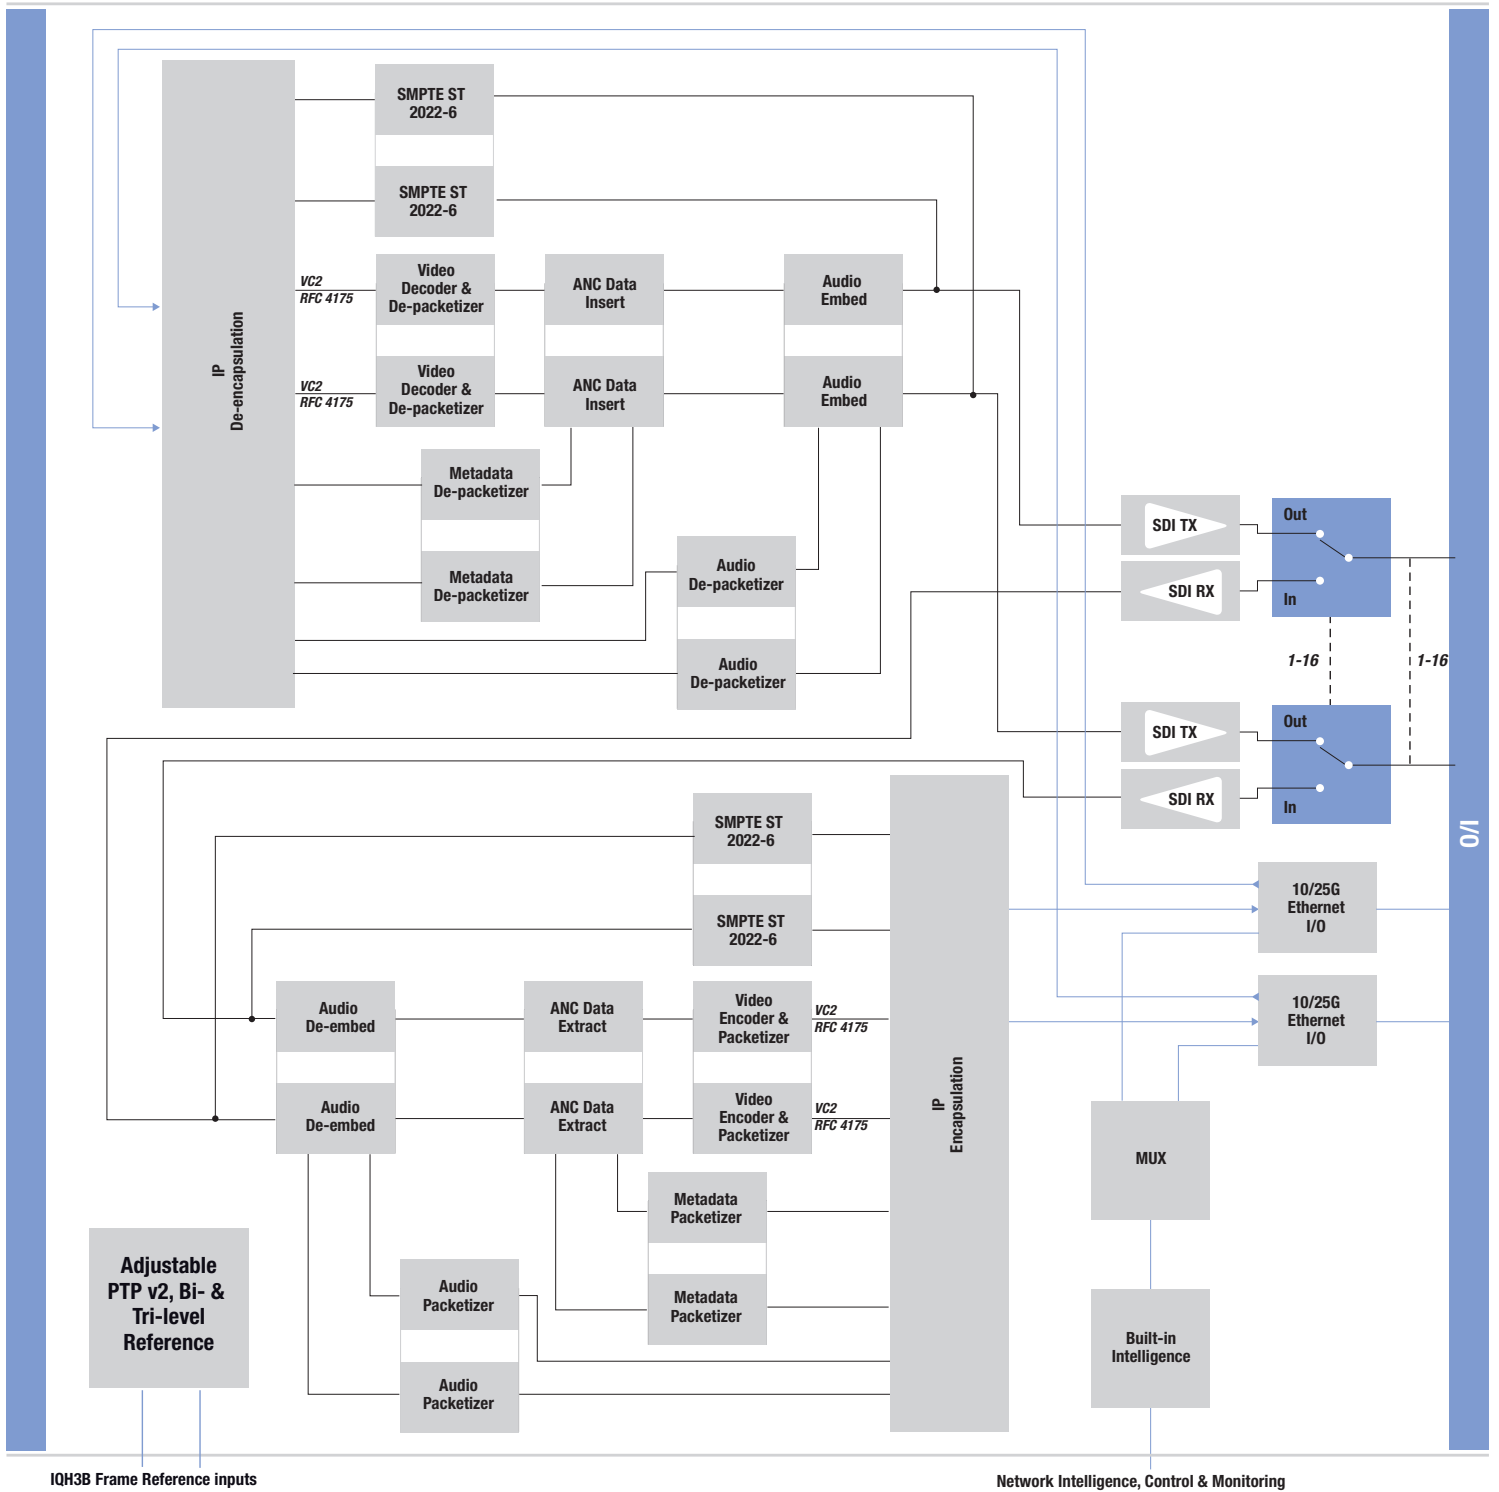 SMPTE ST
2022-6
SMPTE ST
2022-6
IP
De-encapsulation
VC2
RFC 4175
Video
Decoder &
De-packetizer
ANC Data
Insert
Audio
Embed
VC2
RFC 4175
Video
Decoder &
De-packetizer
ANC Data
Insert
Audio
Embed
Metadata
De-packetizer
Metadata
De-packetizer
Audio
De-packetizer
Audio
De-packetizer
SDI TX
SDI RX
Out
In
1-16
1-16
SDI TX
SDI RX
Out
In
I/O
SMPTE ST
2022-6
SMPTE ST
2022-6
10/25G
Ethernet
I/O
10/25G
Ethernet
I/O
Audio
De-embed
ANC Data
Extract
Video
Encoder &
Packetizer
VC2
RFC 4175
Audio
De-embed
ANC Data
Extract
Video
Encoder &
Packetizer
VC2
RFC 4175
IP
Encapsulation
MUX
Metadata
Packetizer
Metadata
Packetizer
Audio
Packetizer
Audio
Packetizer
Adjustable
PTP v2, Bi- &
Tri-level
Reference
Built-in
Intelligence
IQH3B Frame Reference inputs
Network Intelligence, Control & Monitoring